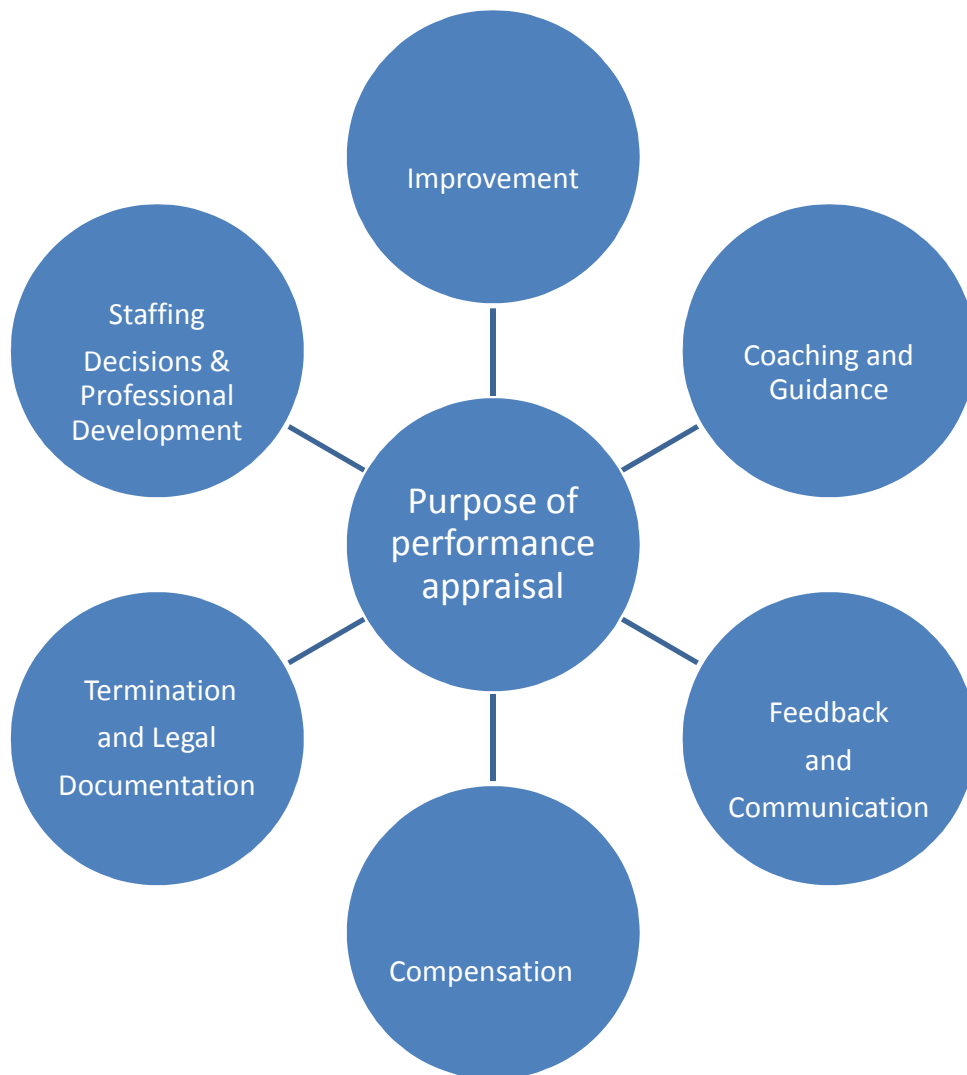 Improvement
Staffing
Decisions &
Professional
Development
Coaching and
Guidance
Purpose of
performance
appraisal
Termination
and Legal
Documentation
Feedback
and
Communication
Compensation